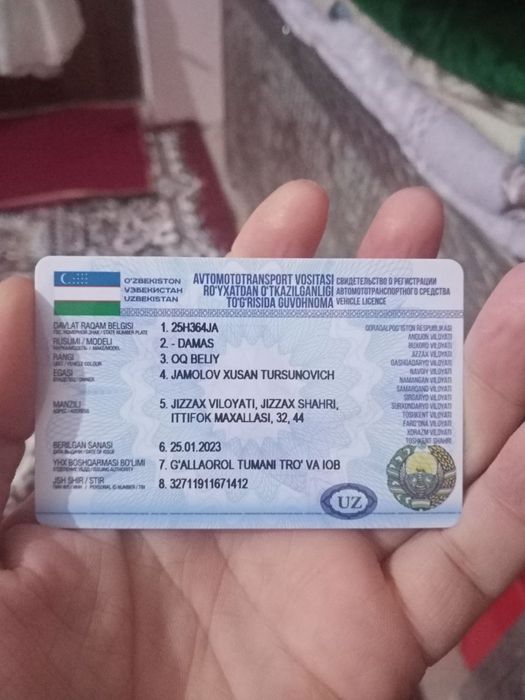 O'ZBEKISTON
ЎЗБЕКИСТОН
UZBEKISTAN
AVTOMOTOTRANSPORT VOSITASI
RO'YXATDAN O'TKAZILGANLIGI
TO'G'RISIDA GUVOHNOMA
СВИДЕТЕЛЬСТВО О РЕГИСТРАЦИИ
АВТОМОТОТРАНСПОРТНОГО СРЕДСТВА
VEHICLE LICENCE
DAVLAT RAQAM BELGISI 1. 25H364JA
RUSUMI / MODELI 2. - DAMAS
RANGI 3. OQ BELIY
EGASI 4. JAMOLOV XUSAN TURSUNOVICH
MANZILI 5. JIZZAX VILOYATI, JIZZAX SHAHRI,
ITTIFOK MAXALLASI, 32, 44
BERILGAN SANASI 6. 25.01.2023
YHX BOSHQARMASI BO'LIMI 7. G'ALLAOROL TUMANI TRO' VA IOB
JSH SHIR / STIR 8. 32711911671412
QORAQALPOG'ISTON RESPUBLIKASI
ANDIJON VILOYATI
BUXORO VILOYATI
JIZZAX VILOYATI
QASHQADARYO VILOYATI
NAVOIY VILOYATI
NAMANGAN VILOYATI
SAMARQAND VILOYATI
SIRDARYO VILOYATI
SURXONDARYO VILOYATI
FARG'ONA VILOYATI
XORAZM VILOYATI
TOSHKENT SHAHRI
UZ